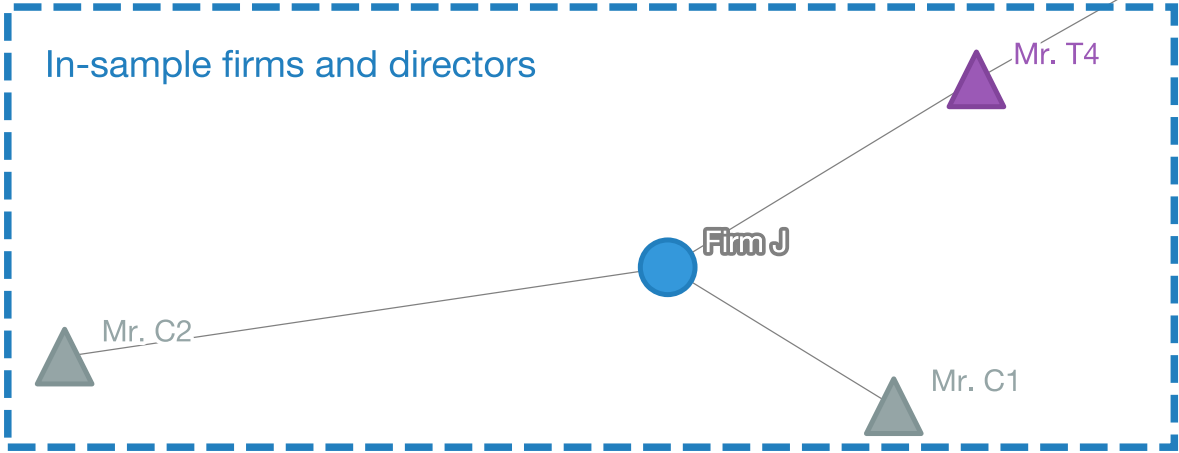 In-sample firms and directors
Mr. T4
Firm J
Mr. C2
Mr. C1